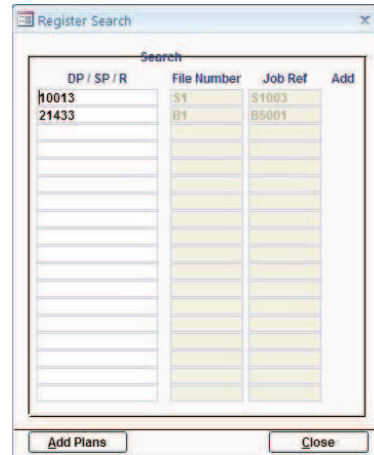 Register Search
Search
DP / SP / R File Number Job Ref Add
10013 S1 S1003
21433 B1 B5001
Add Plans Close